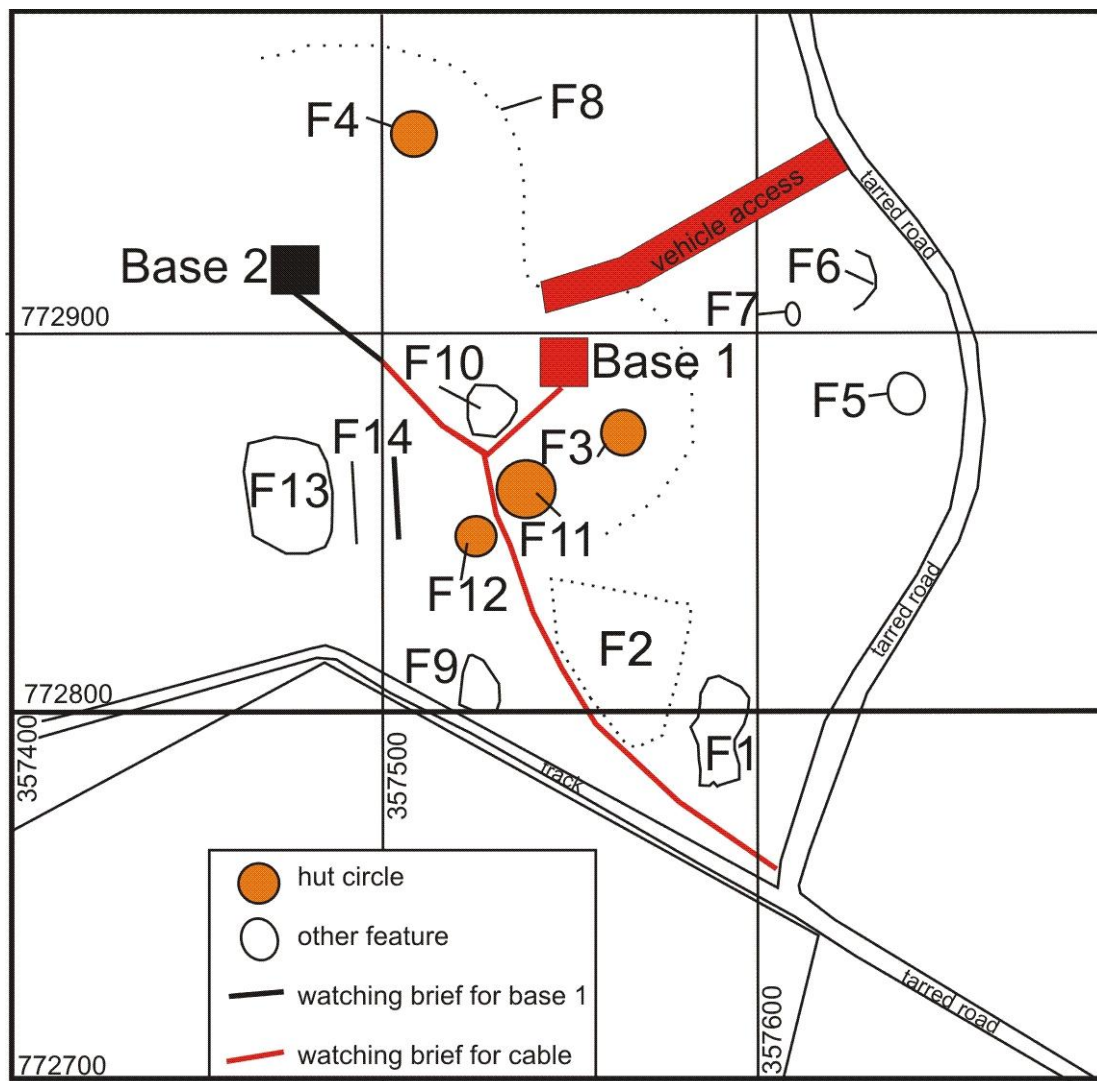 F8
F4
vehicle access
tarred road
Base 2
F6
F7
772900
F10
Base 1
F5
F14
F3
F13
F11
F12
tarred road
F2
F9
772800
F1
357400
357500
track
hut circle
other feature
watching brief for base 1
watching brief for cable
357600
tarred road
772700